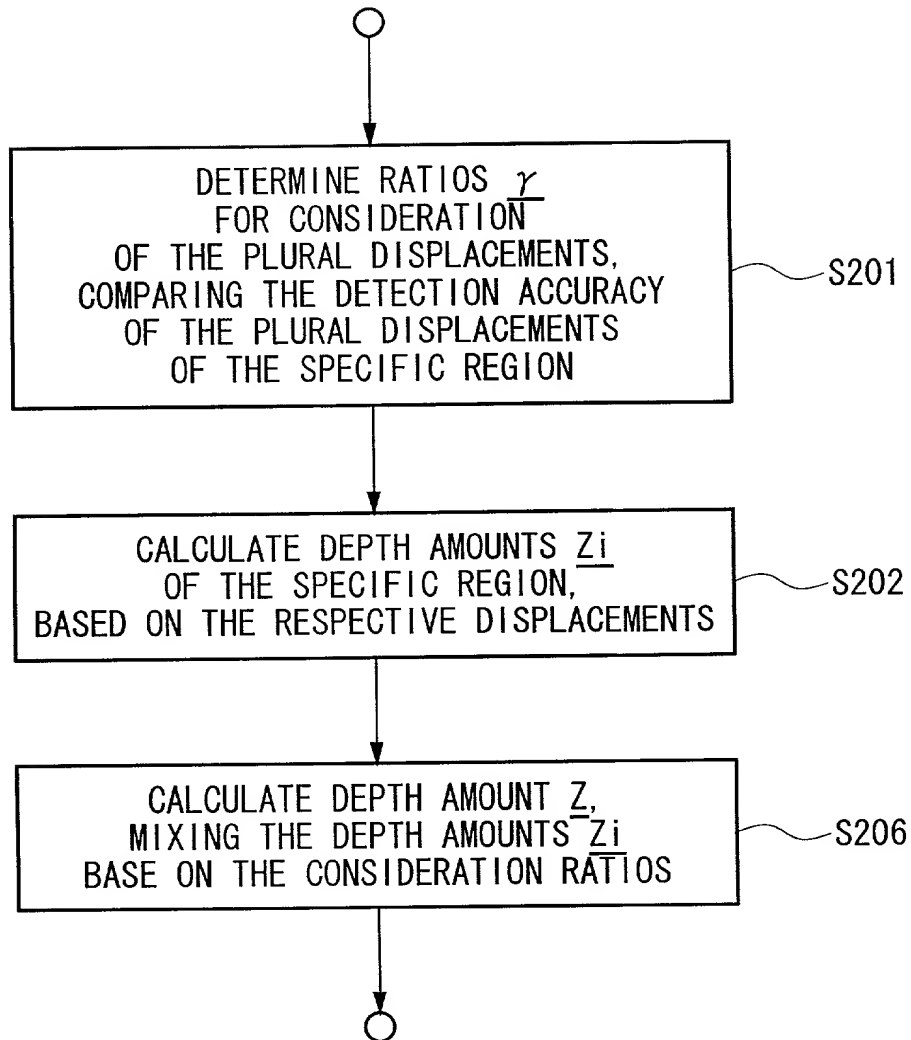 DETERMINE RATIOS γ
FOR CONSIDERATION
OF THE PLURAL DISPLACEMENTS,
COMPARING THE DETECTION ACCURACY
OF THE PLURAL DISPLACEMENTS
OF THE SPECIFIC REGION
S201
CALCULATE DEPTH AMOUNTS Zi
OF THE SPECIFIC REGION,
BASED ON THE RESPECTIVE DISPLACEMENTS
S202
CALCULATE DEPTH AMOUNT Z,
MIXING THE DEPTH AMOUNTS Zi
BASE ON THE CONSIDERATION RATIOS
S206